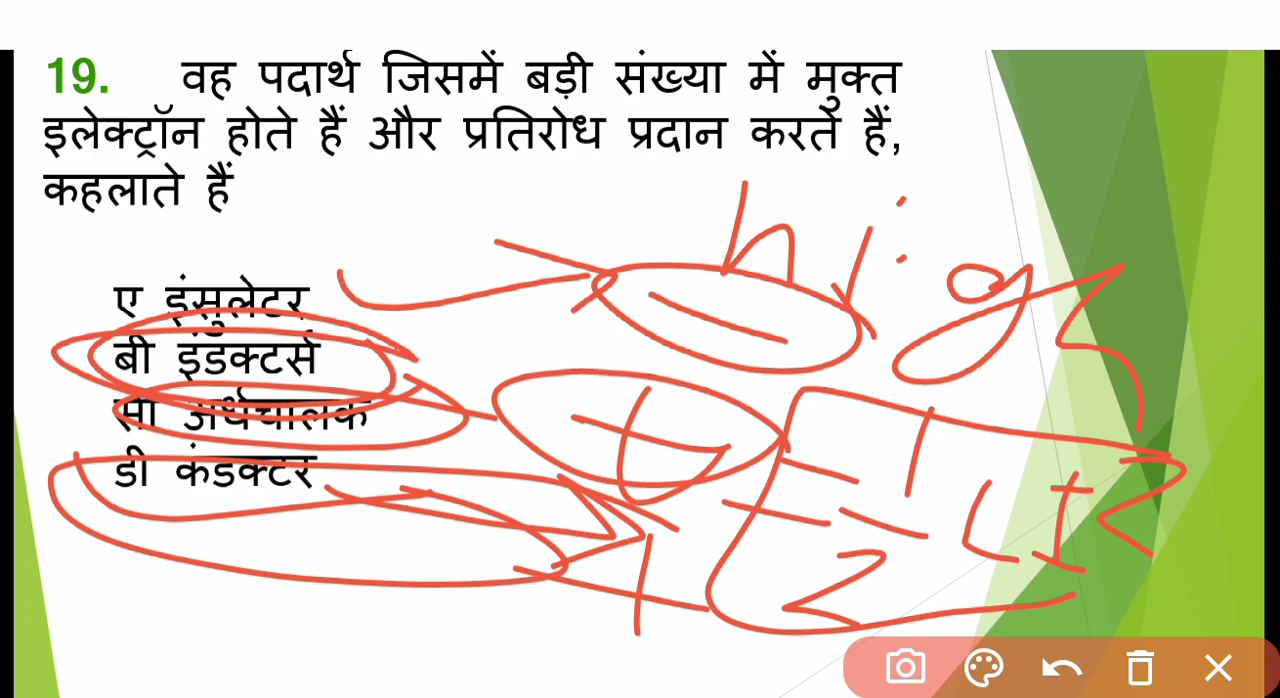 19. वह पदार्थ जिसमें बड़ी संख्या में मुक्त
इलेक्ट्रॉन होते हैं और प्रतिरोध प्रदान करते हैं,
कहलाते हैं
ए इंसुलेटर
बी इंडक्टर्स
सी अर्धचालक
डी कंडक्टर